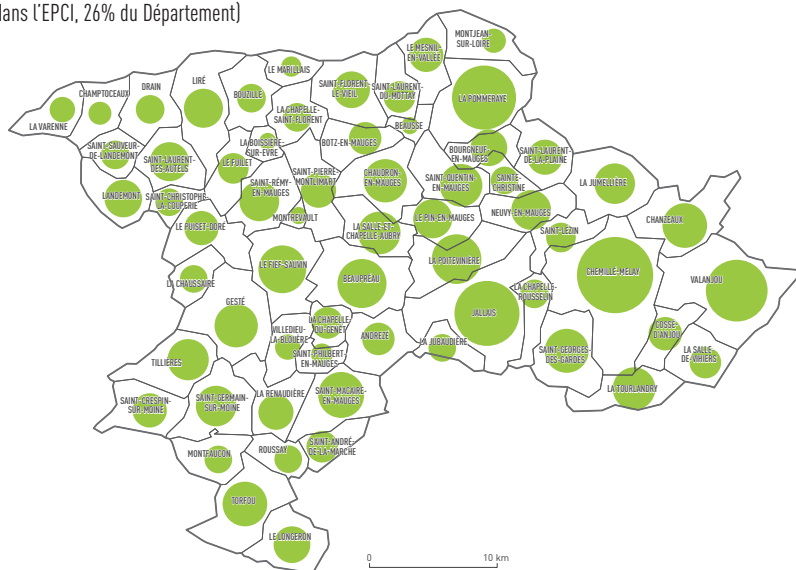 dans l'EPCI, 26% du Département)
MONTJEAN-
SUR-LOIRE
LE MESNIL-
EN-VALLÉE
LE MARILLAIS
LIRÉ
DRAIN
CHAMPTOCEAUX
BOUZILLÉ
SAINT-FLORENT-
LE VIEIL
SAINT-LAURENT-
DU-MOTTAY
LA POMMERAYE
LA VARENNE
LA CHAPELLE-
SAINT-FLORENT
BEAUSSE
SAINT-SAUVEUR-
DE-LANDEMONT
SAINT-LAURENT-
DES-AUTELS
LA BOISSIÈRE-
SUR-ÈVRE
BOTZ-EN-MAUGES
BOURGNEUF-
EN-MAUGES
SAINT-LAURENT-
DE-LA-PLAINE
LE FUILET
SAINT-PIERRE-
MONTLIMART
CHAUDRON-
EN-MAUGES
SAINT-QUENTIN-
EN-MAUGES
SAINTE-
CHRISTINE
LA JUMELLIÈRE
SAINT-RÉMY-
EN-MAUGES
LANDEMONT
SAINT-CHRISTOPHE-
LA-COUPERIE
MONTREVAULT
LE PIN-EN-MAUGES
NEUVY-EN-MAUGES
CHANZEAUX
LE PUISET-DORÉ
LA SALLE-ET-
CHAPELLE-AUBRY
SAINT-LÉZIN
LE FIEF-SAUVIN
LA POITEVINIÈRE
CHEMILLÉ-MELAY
BEAUPREAU
VALANJOU
LA CHAUSSAIRE
LA CHAPELLE-
ROUSSELIN
GESTÉ
JALLAIS
LA CHAPELLE-
DU-GENÊT
VILLEDIEU-
LA-BLOUÈRE
ANDREZÉ
COSSÉ-
D'ANJOU
LA JUBAUDIÈRE
SAINT-PHILBERT-
EN-MAUGES
SAINT-GEORGES-
DES-GARDES
LA SALLE-
DE-VIHIERS
TILLIÈRES
LA TOURLANDRY
SAINT-CRESPIN-
SUR-MOINE
SAINT-GERMAIN-
SUR-MOINE
LA RENAUDIÈRE
SAINT-MACAIRE-
EN-MAUGES
SAINT-ANDRÉ-
DE-LA-MARCHE
MONTFAUCON
ROUSSAY
TORFOU
LE LONGERON
0 10 km